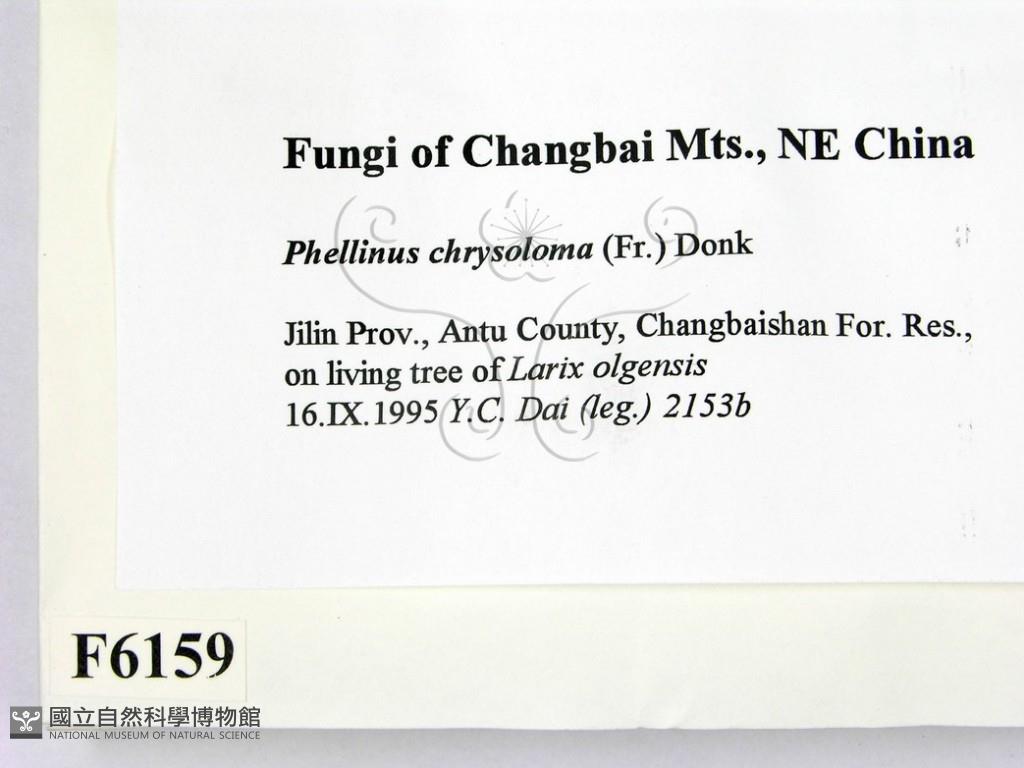 Fungi of Changbai Mts., NE China
Phellinus chrysoloma (Fr.) Donk
Jilin Prov., Antu County, Changbaishan For. Res.,
on living tree of Larix olgensis
16.IX.1995 Y.C. Dai (leg.) 2153b
F6159
國立自然科學博物館
NATIONAL MUSEUM OF NATURAL SCIENCE